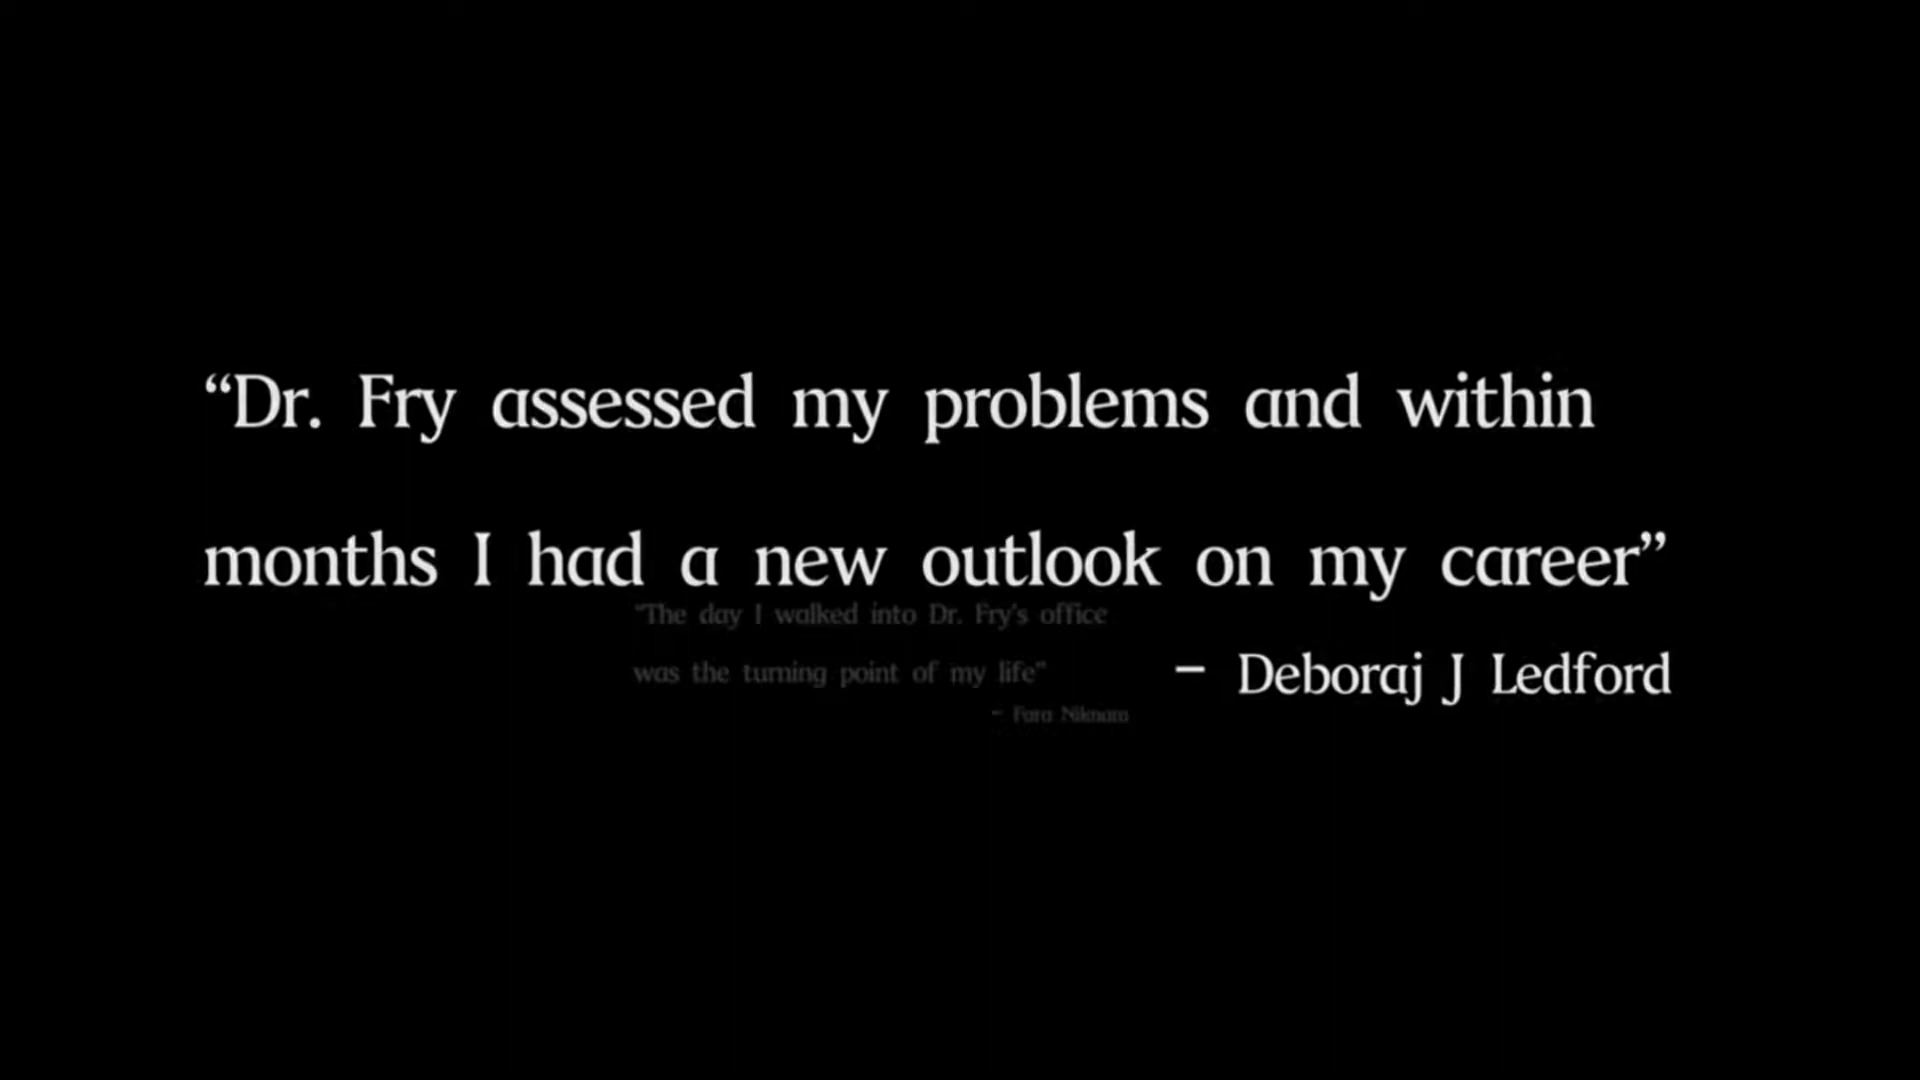 “Dr. Fry assessed my problems and within
months I had a new outlook on my career”
– Deboraj J Ledford
"The day I walked into Dr. Fry's office
was the turning point of my life"
- Fara Niknam